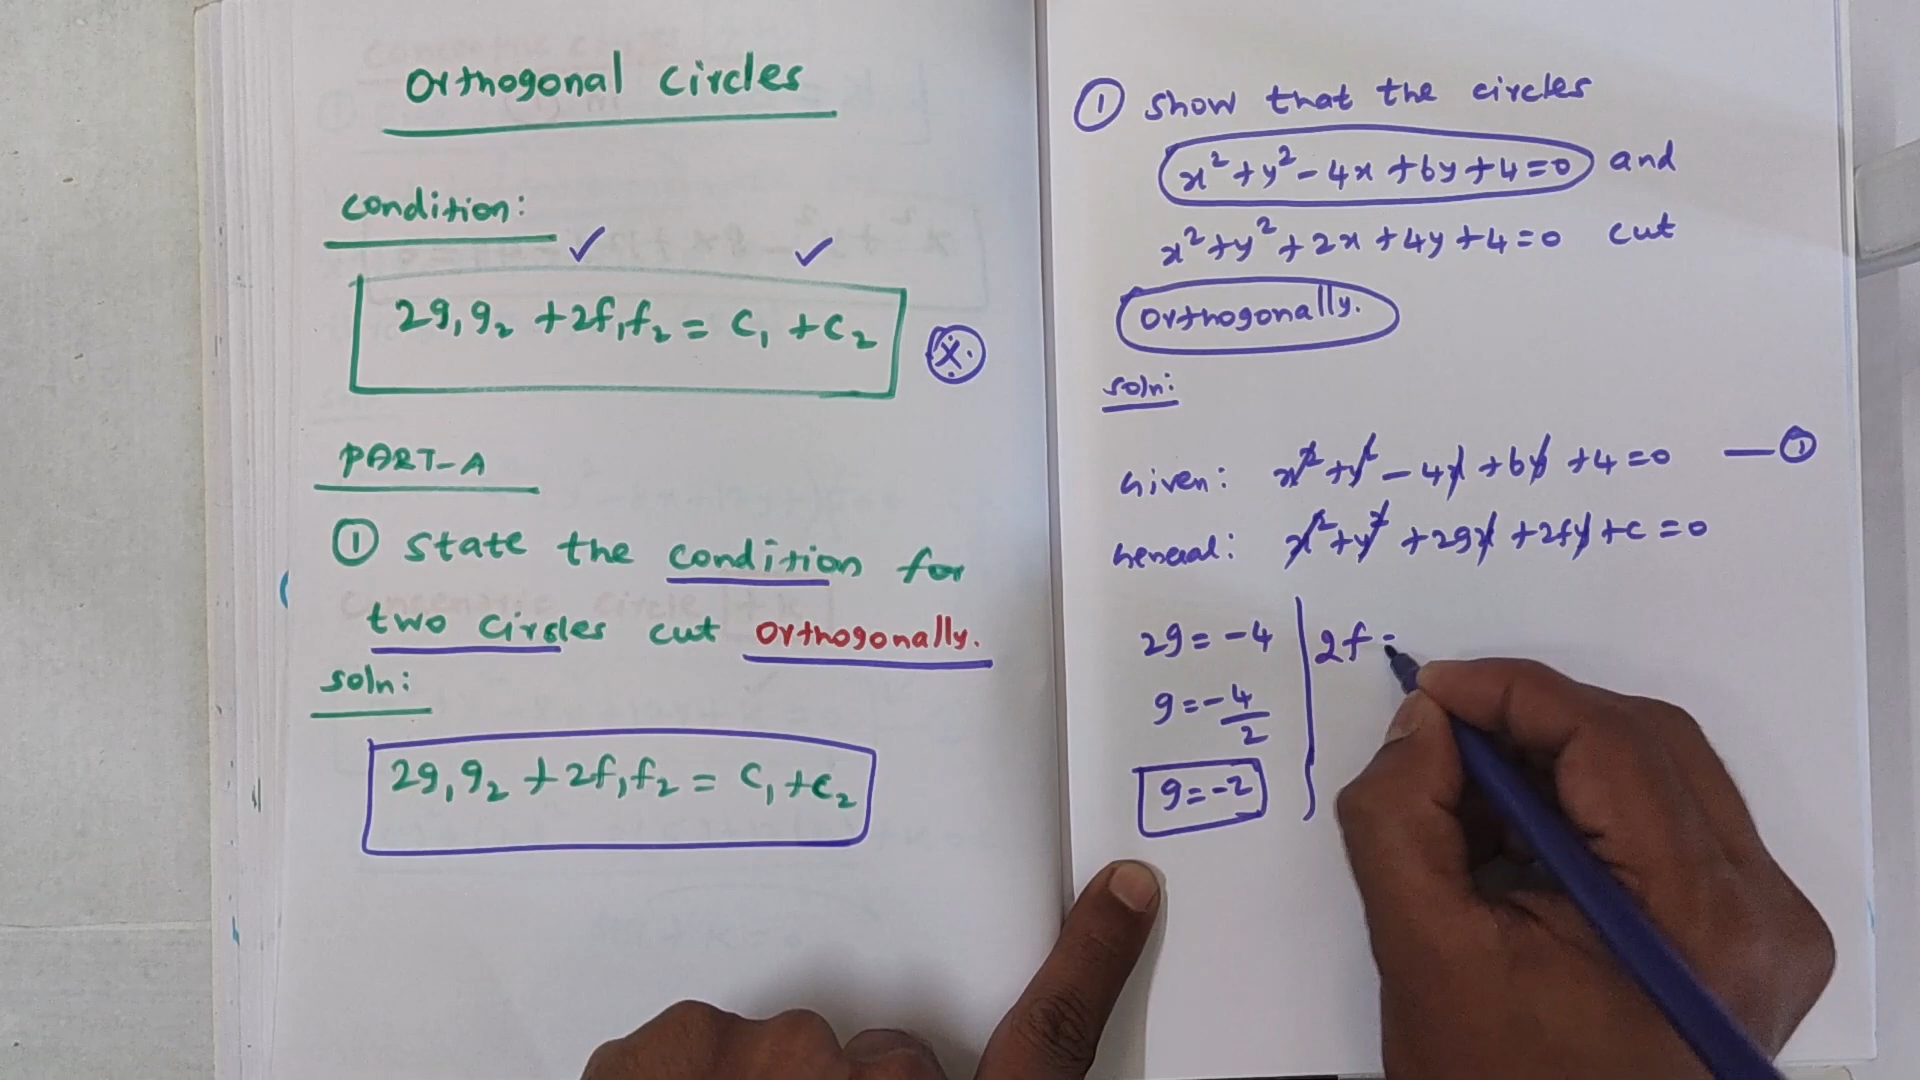 Orthogonal Circles
Condition:
2g₁g₂ + 2f₁f₂ = C₁ + C₂
PART-A
① State the condition for
two circles cut orthogonally.
Soln:
2g₁g₂ + 2f₁f₂ = C₁ + C₂
① Show that the circles
x² + y² - 4x + 6y + 4 = 0 and
x² + y² + 2x + 4y + 4 = 0 cut
Orthogonally.
Soln:
Given: x² + y² - 4x + 6y + 4 = 0 — ①
General: x² + y² + 2gx + 2fy + c = 0
2g = -4 | 2f =
g = -4/2
g = -2